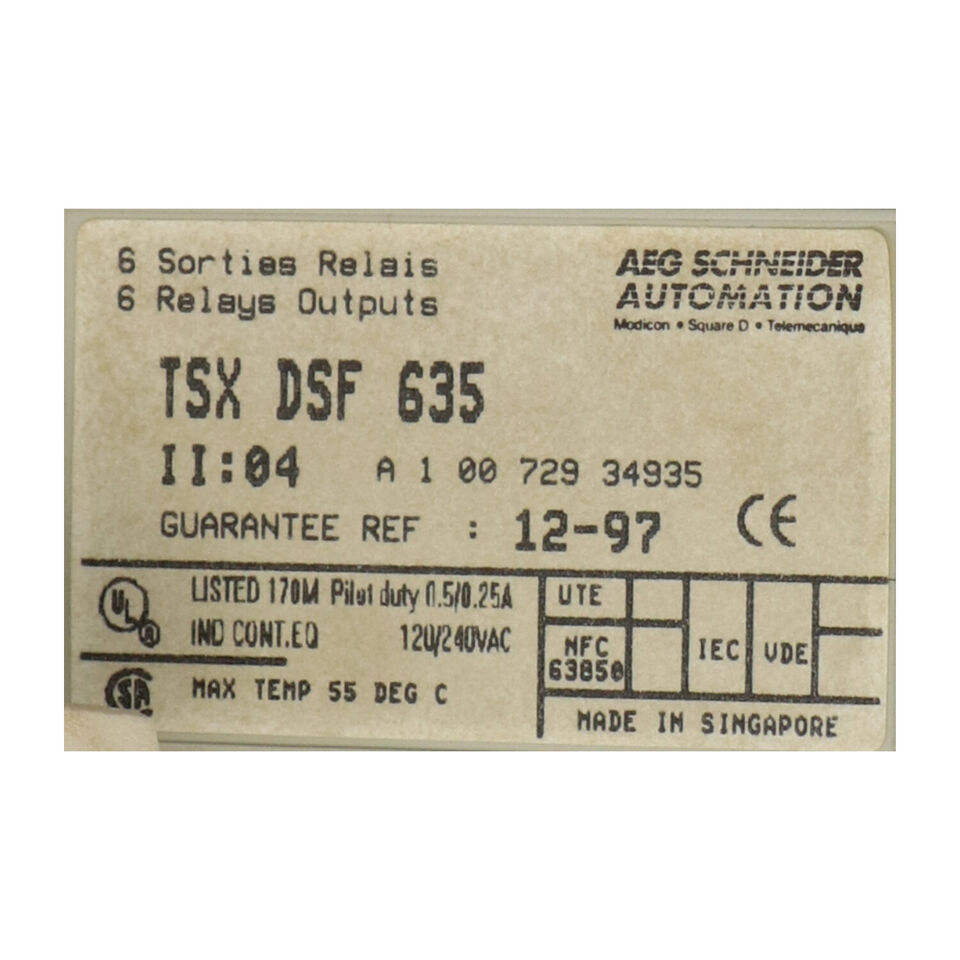 6 Sorties Relais
6 Relays Outputs
AEG SCHNEIDER
AUTOMATION
Modicon • Square D • Telemecanique
TSX DSF 635
II:04 A 1 00 729 34935
GUARANTEE REF : 12-97 CE
UL LISTED 170M Pilot duty 0.5/0.25A
IND CONT.EQ 120/240VAC
MAX TEMP 55 DEG C
UTE
NFC
63850
IEC
VDE
MADE IN SINGAPORE